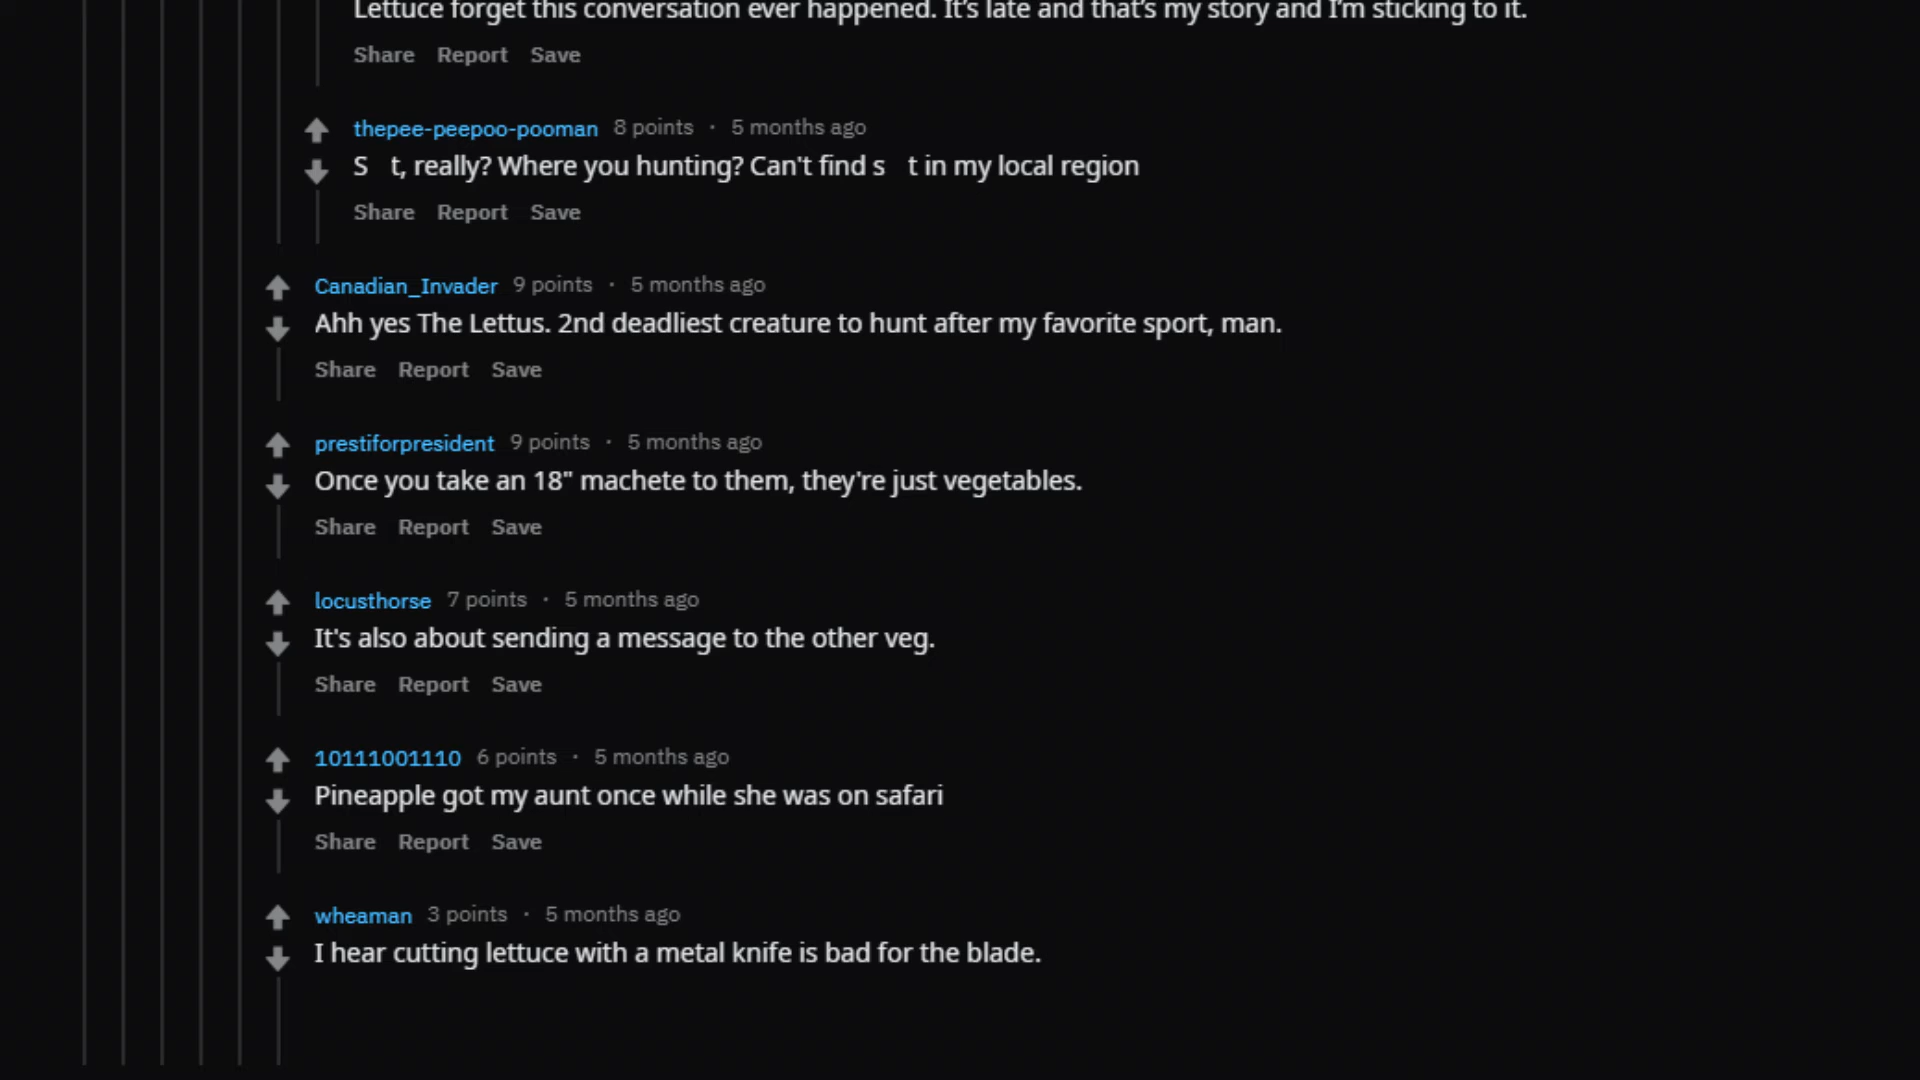 Lettuce forget this conversation ever happened. It's late and that's my story and I'm sticking to it.
Share Report Save
thepee-peepoo-pooman 8 points · 5 months ago
S t, really? Where you hunting? Can't find s t in my local region
Share Report Save
Canadian_Invader 9 points · 5 months ago
Ahh yes The Lettus. 2nd deadliest creature to hunt after my favorite sport, man.
Share Report Save
prestiforpresident 9 points · 5 months ago
Once you take an 18" machete to them, they're just vegetables.
Share Report Save
locusthorse 7 points · 5 months ago
It's also about sending a message to the other veg.
Share Report Save
10111001110 6 points · 5 months ago
Pineapple got my aunt once while she was on safari
Share Report Save
wheaman 3 points · 5 months ago
I hear cutting lettuce with a metal knife is bad for the blade.